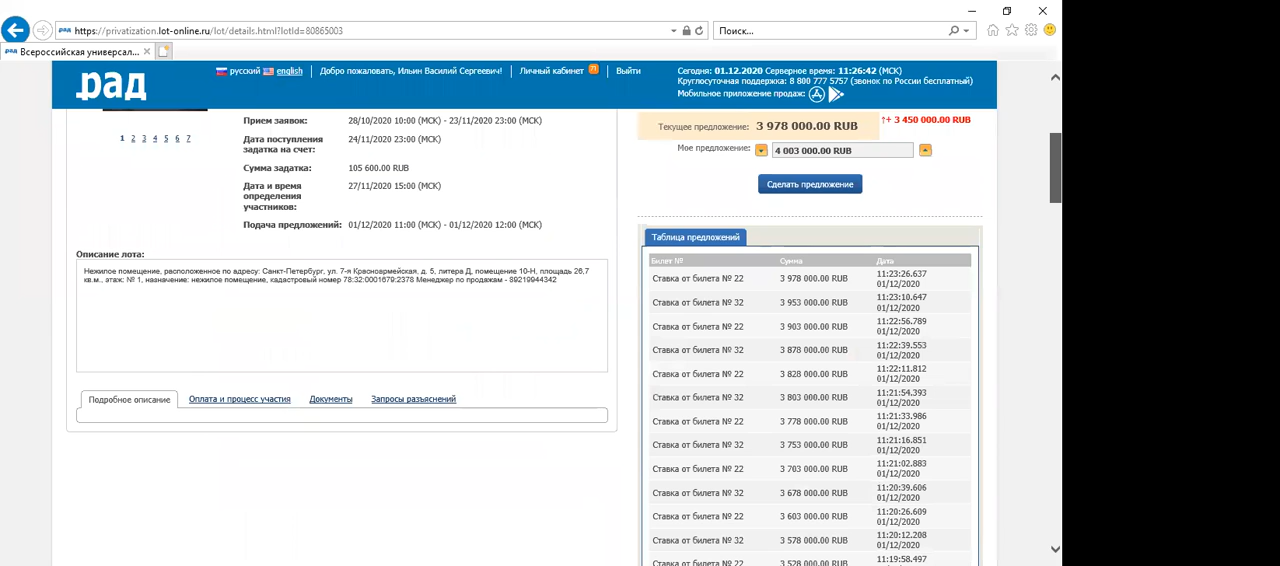 https://privatization.lot-online.ru/lot/details.html?lotId=80865003
Поиск...
рад Всероссийская универсал...
.рад
русский english Добро пожаловать, Ильин Василий Сергеевич! Личный кабинет Выйти
Сегодня: 01.12.2020 Серверное время: 11:26:42 (МСК)
Круглосуточная поддержка: 8 800 777 5757 (звонок по России бесплатный)
Мобильное приложение продаж:
1 2 3 4 5 6 7
Прием заявок: 28/10/2020 10:00 (МСК) - 23/11/2020 23:00 (МСК)
Дата поступления задатка на счет: 24/11/2020 23:00 (МСК)
Сумма задатка: 105 600.00 RUB
Дата и время определения участников: 27/11/2020 15:00 (МСК)
Подача предложений: 01/12/2020 11:00 (МСК) - 01/12/2020 12:00 (МСК)
Описание лота:
Нежилое помещение, расположенное по адресу: Санкт-Петербург, ул. 7-я Красноармейская, д. 5, литера Д, помещение 10-Н, площадь 26,7
кв.м., этаж: № 1, назначение: нежилое помещение, кадастровый номер 78:32:0001679:2378 Менеджер по продажам - 89219944342
Подробное описание Оплата и процесс участия Документы Запросы разъяснений
Текущее предложение: 3 978 000.00 RUB ↑+ 3 450 000.00 RUB
Мое предложение: 4 003 000.00 RUB
Сделать предложение
Таблица предложений
Билет № Сумма Дата
Ставка от билета № 22 3 978 000.00 RUB 11:23:26.637 01/12/2020
Ставка от билета № 32 3 953 000.00 RUB 11:23:10.647 01/12/2020
Ставка от билета № 22 3 903 000.00 RUB 11:22:56.789 01/12/2020
Ставка от билета № 32 3 878 000.00 RUB 11:22:39.553 01/12/2020
Ставка от билета № 22 3 828 000.00 RUB 11:22:11.812 01/12/2020
Ставка от билета № 32 3 803 000.00 RUB 11:21:54.393 01/12/2020
Ставка от билета № 22 3 778 000.00 RUB 11:21:33.986 01/12/2020
Ставка от билета № 32 3 753 000.00 RUB 11:21:16.851 01/12/2020
Ставка от билета № 22 3 703 000.00 RUB 11:21:02.883 01/12/2020
Ставка от билета № 32 3 678 000.00 RUB 11:20:39.606 01/12/2020
Ставка от билета № 22 3 603 000.00 RUB 11:20:26.609 01/12/2020
Ставка от билета № 32 3 578 000.00 RUB 11:20:12.208 01/12/2020
Ставка от билета № 22 3 528 000.00 RUB 11:19:58.497